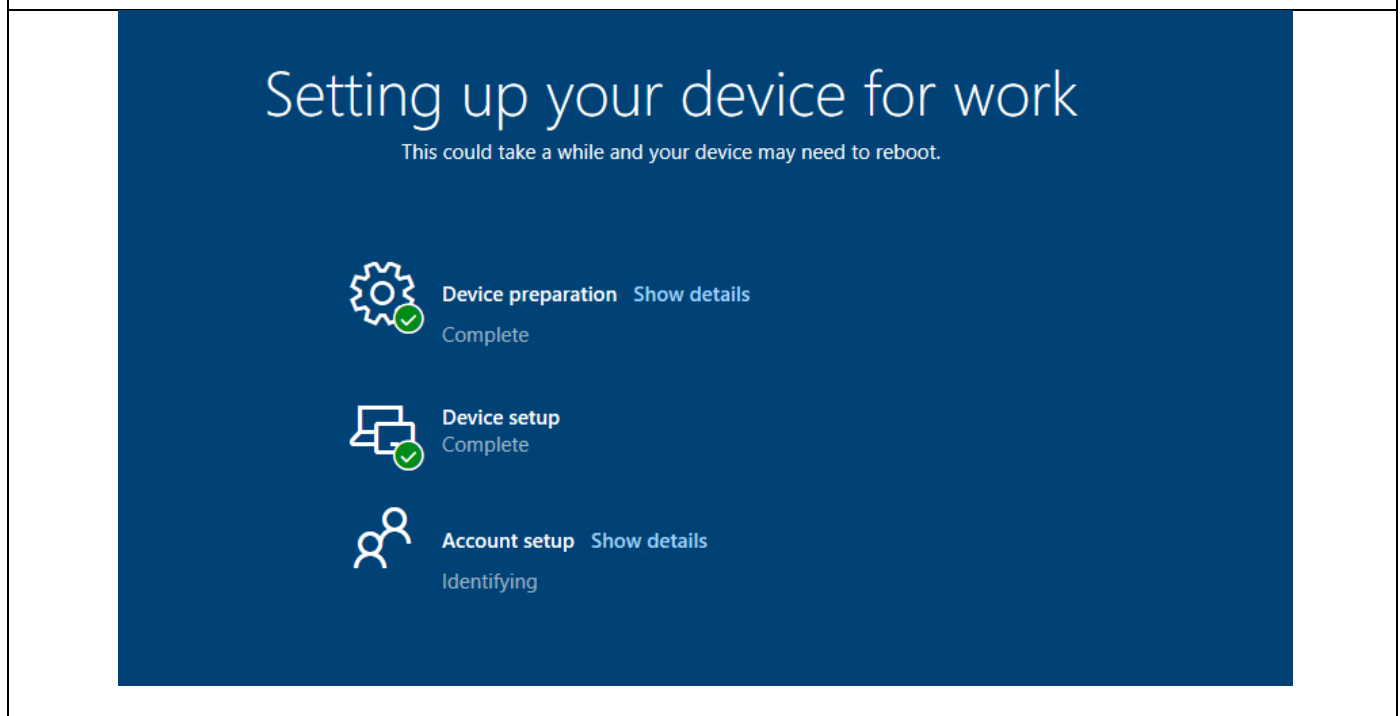 Setting up your device for work
This could take a while and your device may need to reboot.
Device preparation Show details
Complete
Device setup
Complete
Account setup Show details
Identifying